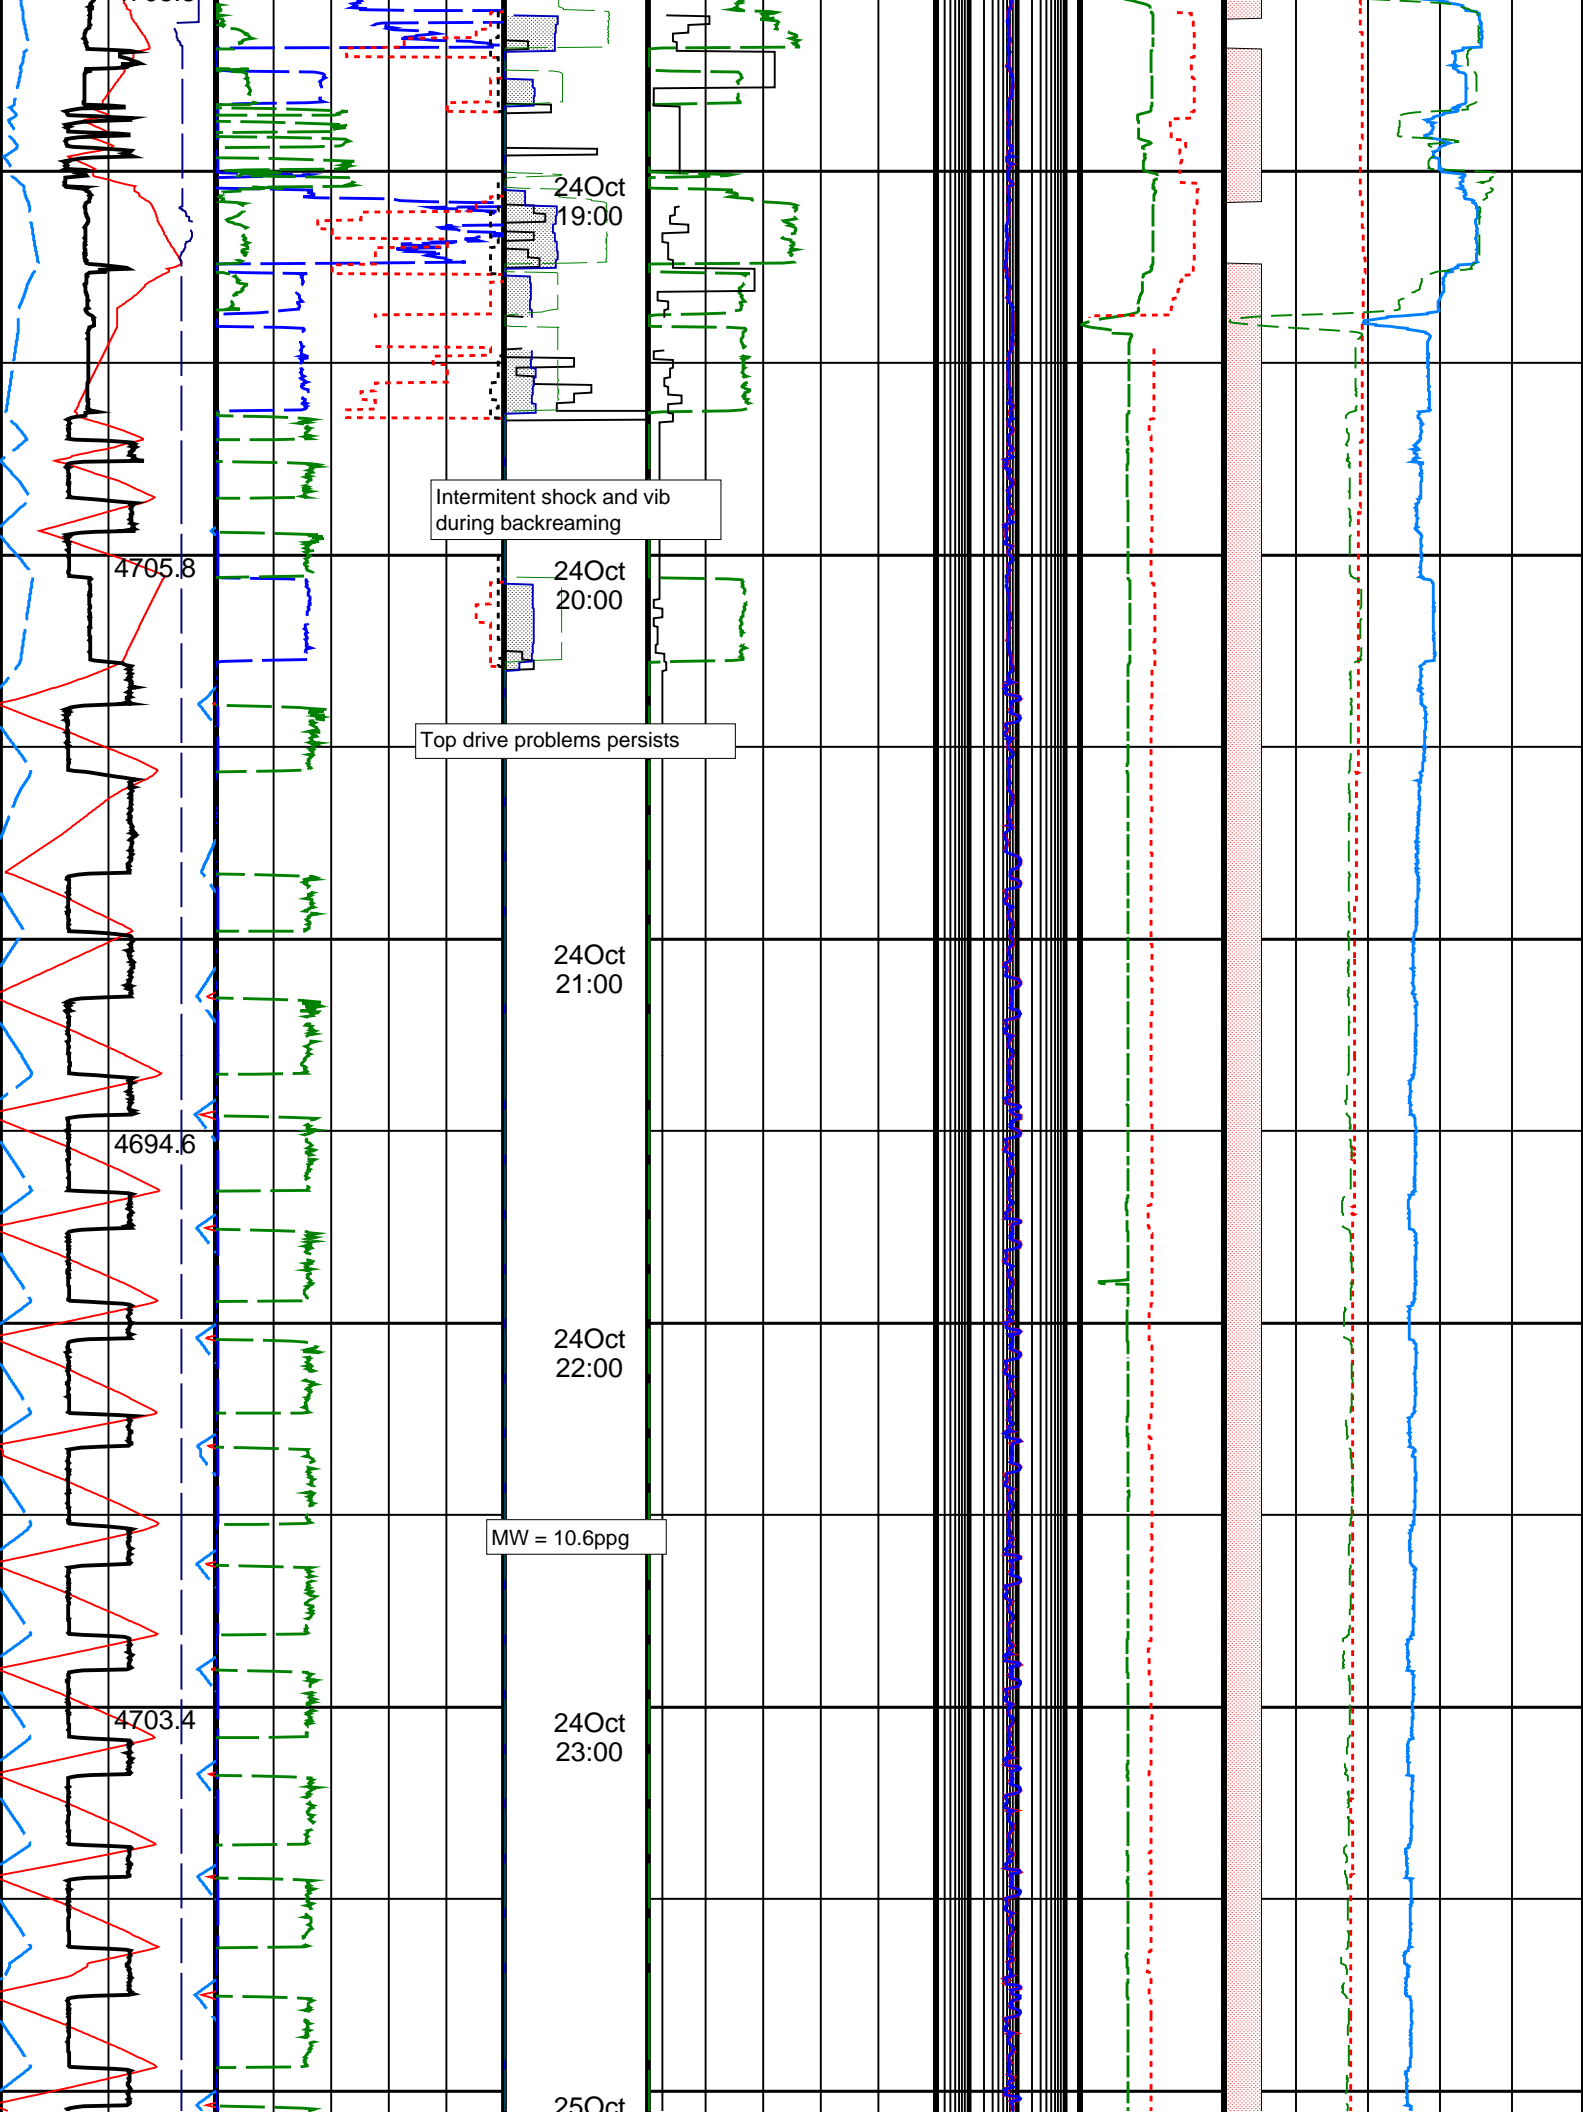 24Oct
19:00
Intermitent shock and vib
during backreaming
4705.8
24Oct
20:00
Top drive problems persists
24Oct
21:00
4694.6
24Oct
22:00
MW = 10.6ppg
4703.4
24Oct
23:00
25Oct